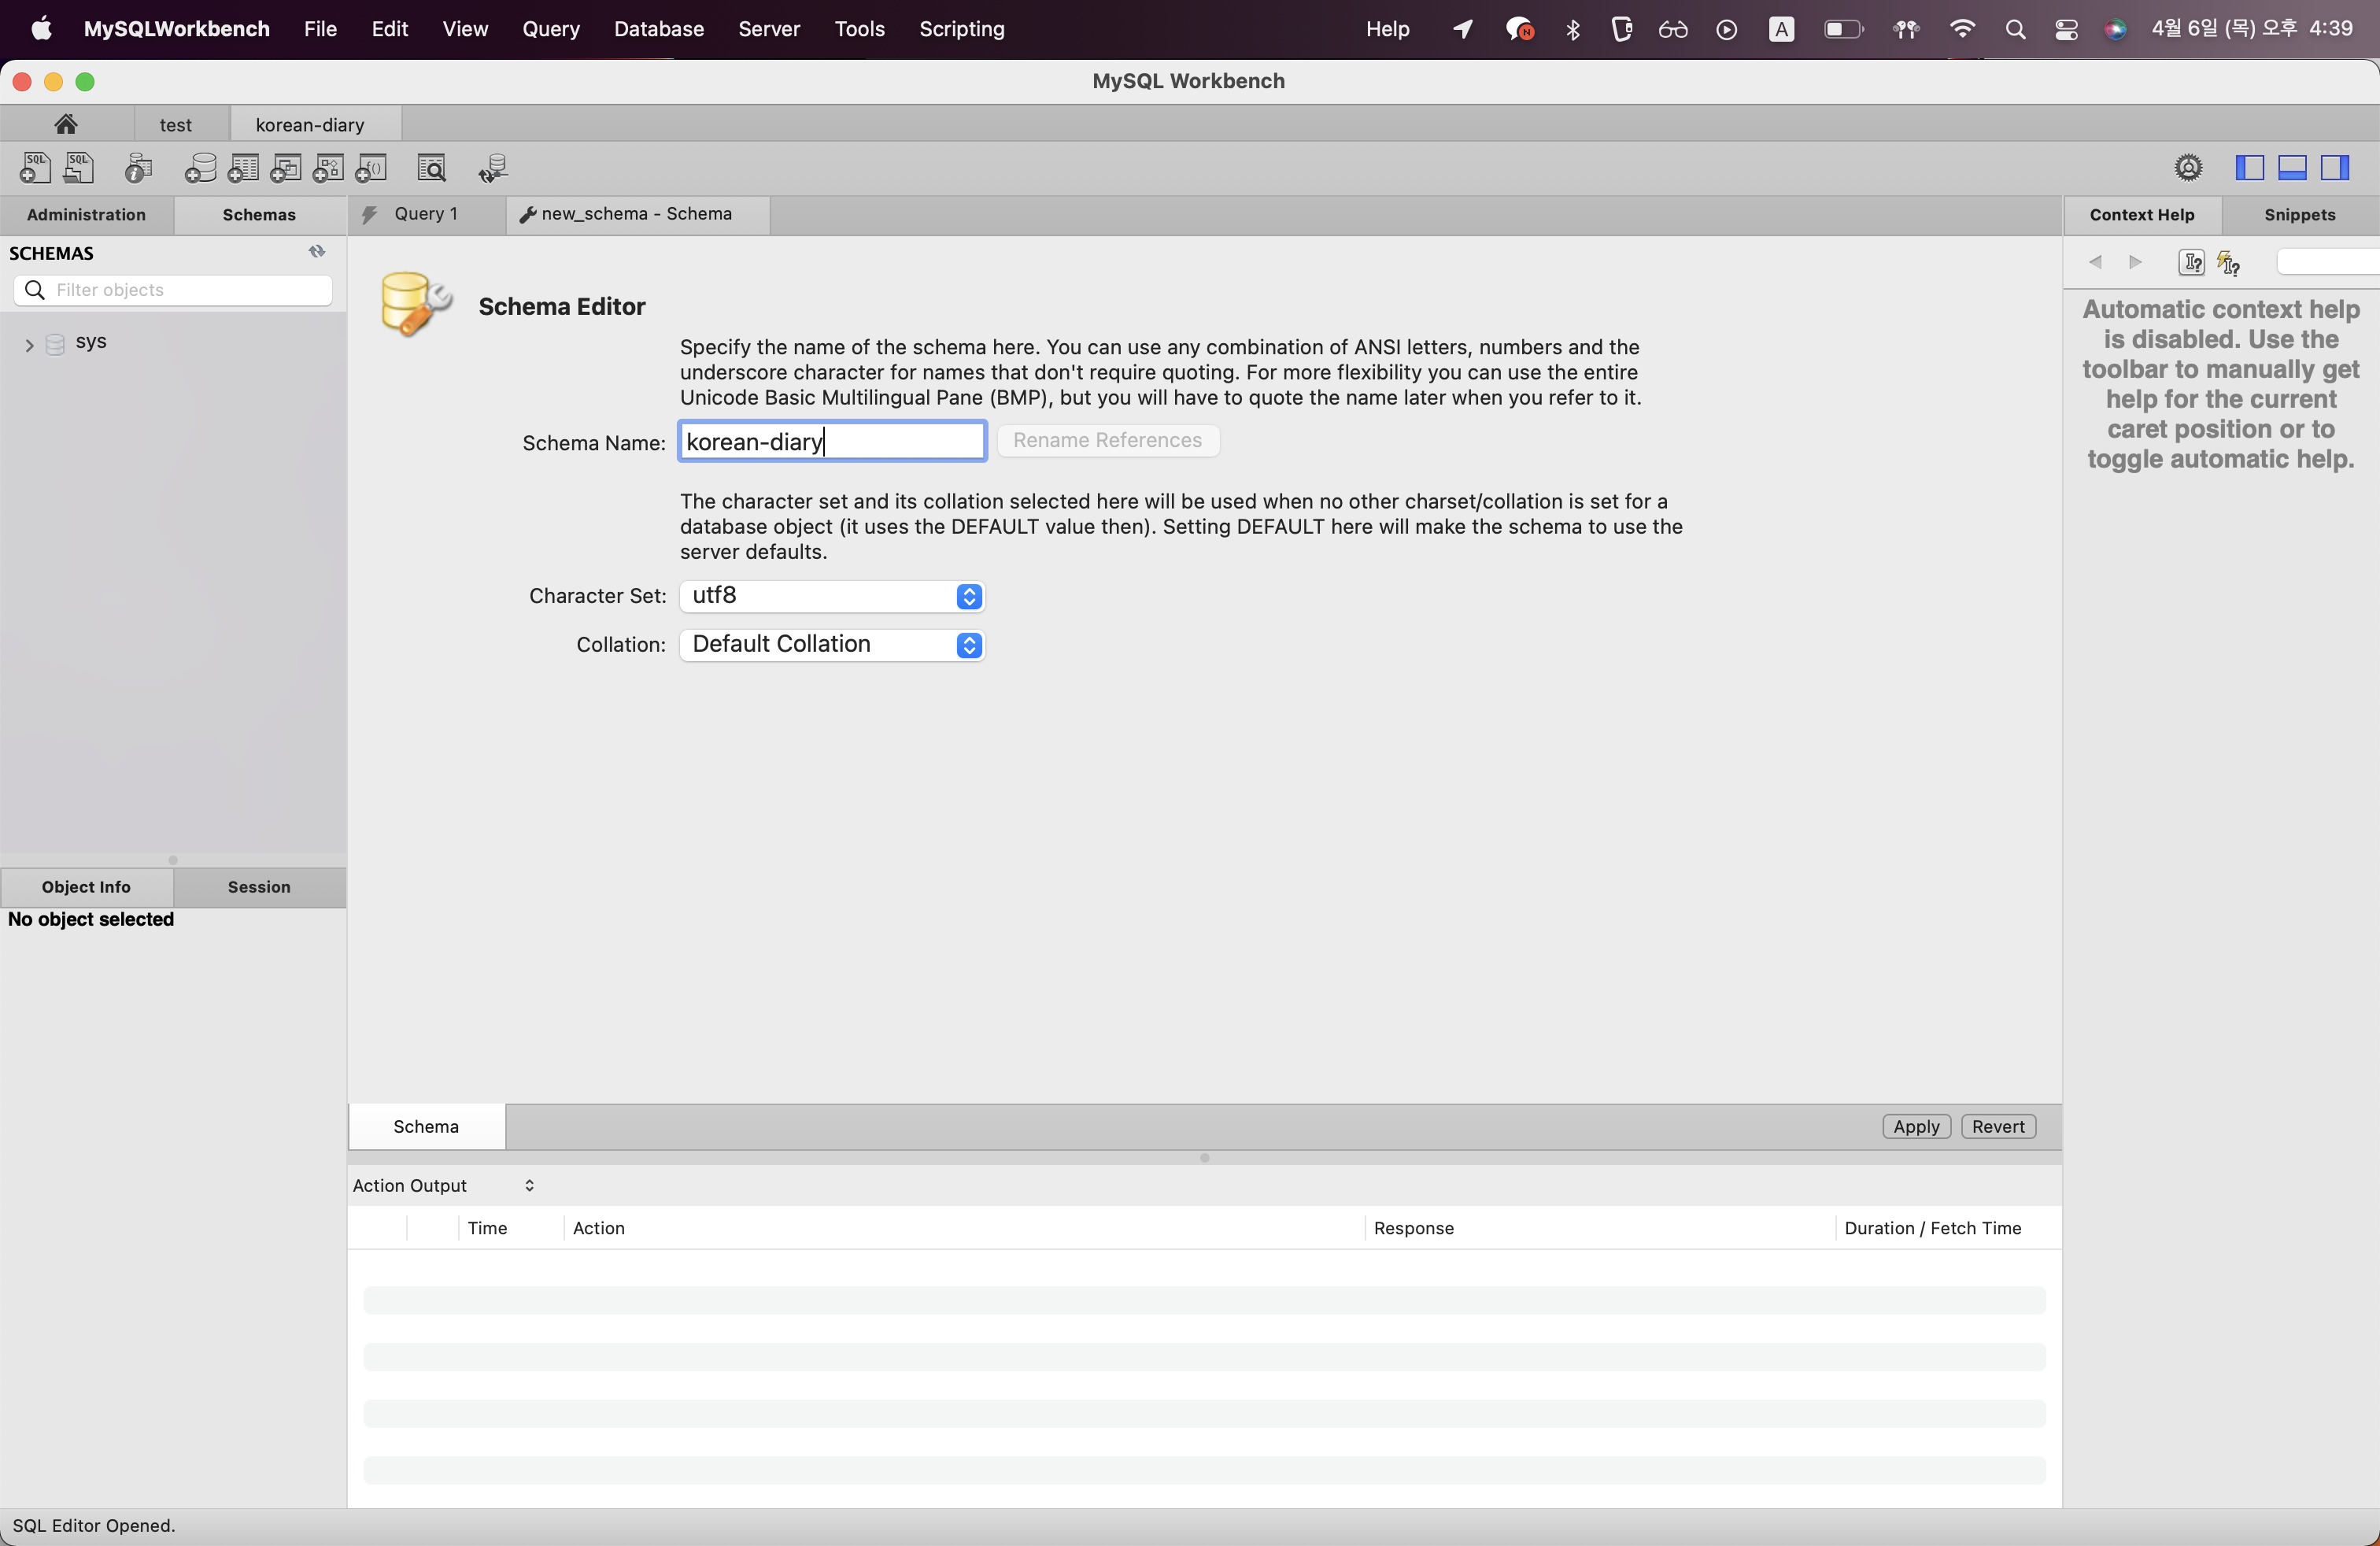 MySQLWorkbench File Edit View Query Database Server Tools Scripting Help N A 4월 6일 (목) 오후 4:39
MySQL Workbench
test korean-diary
SQL SQL
Administration Schemas Query 1 new_schema - Schema Context Help Snippets
SCHEMAS
Filter objects
sys
Schema Editor
Specify the name of the schema here. You can use any combination of ANSI letters, numbers and the
underscore character for names that don't require quoting. For more flexibility you can use the entire
Unicode Basic Multilingual Pane (BMP), but you will have to quote the name later when you refer to it.
Schema Name: korean-diary Rename References
The character set and its collation selected here will be used when no other charset/collation is set for a
database object (it uses the DEFAULT value then). Setting DEFAULT here will make the schema to use the
server defaults.
Character Set: utf8
Collation: Default Collation
Automatic context help
is disabled. Use the
toolbar to manually get
help for the current
caret position or to
toggle automatic help.
Object Info Session
No object selected
Schema Apply Revert
Action Output
Time Action Response Duration / Fetch Time
SQL Editor Opened.